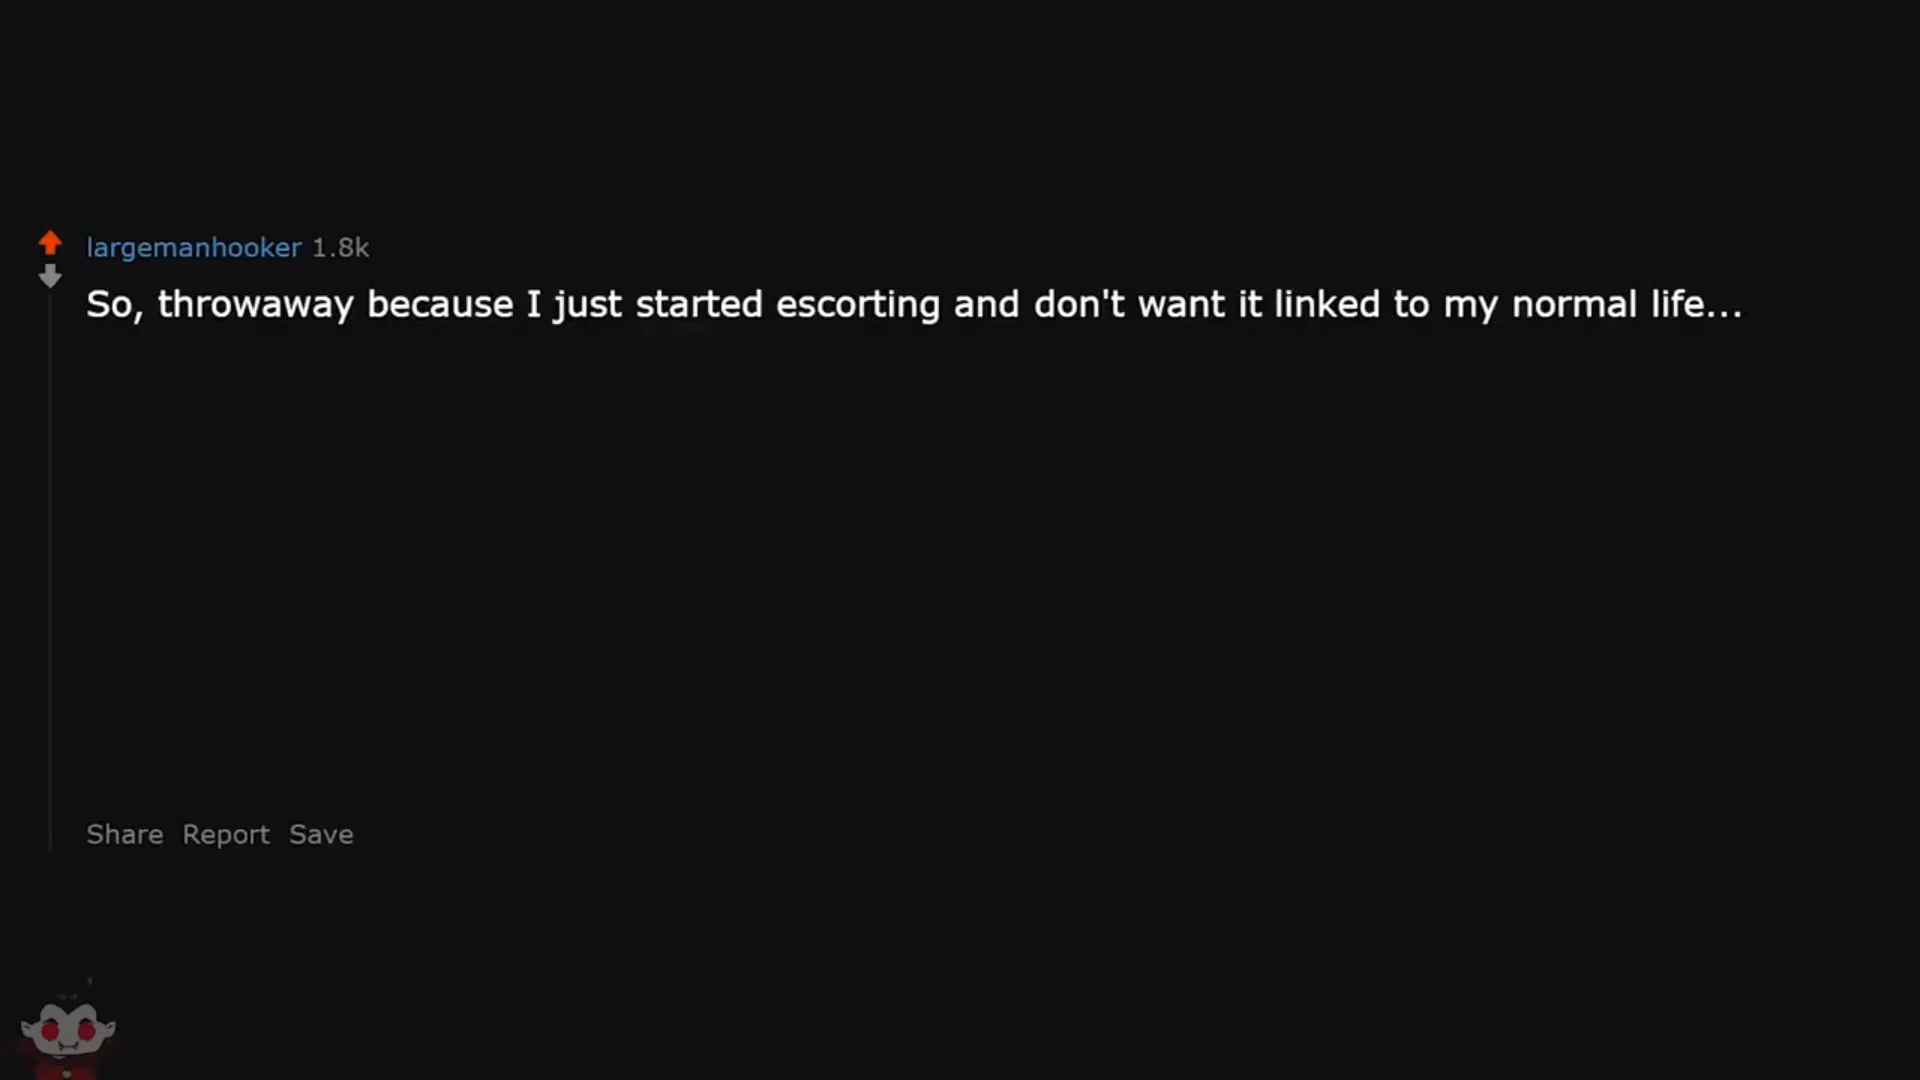 largemanhooker 1.8k
So, throwaway because I just started escorting and don't want it linked to my normal life...
Share Report Save